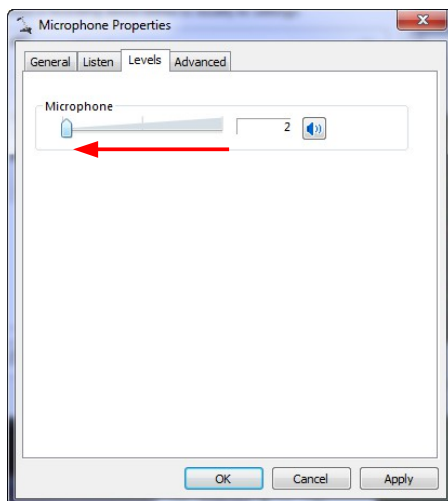 Microphone Properties
General Listen Levels Advanced
Microphone
2
OK Cancel Apply